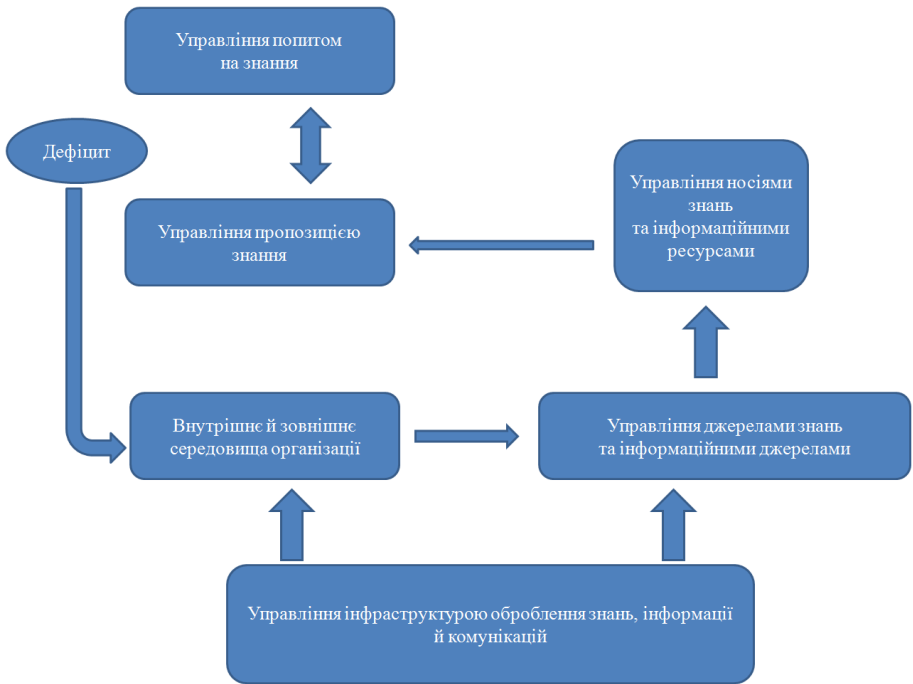 Управління попитом
на знання
Дефіцит
Управління носіями
знань
та інформаційними
ресурсами
Управління пропозицією
знання
Внутрішнє й зовнішнє
середовища організації
Управління джерелами знань
та інформаційними джерелами
Управління інфраструктурою оброблення знань, інформації
й комунікацій